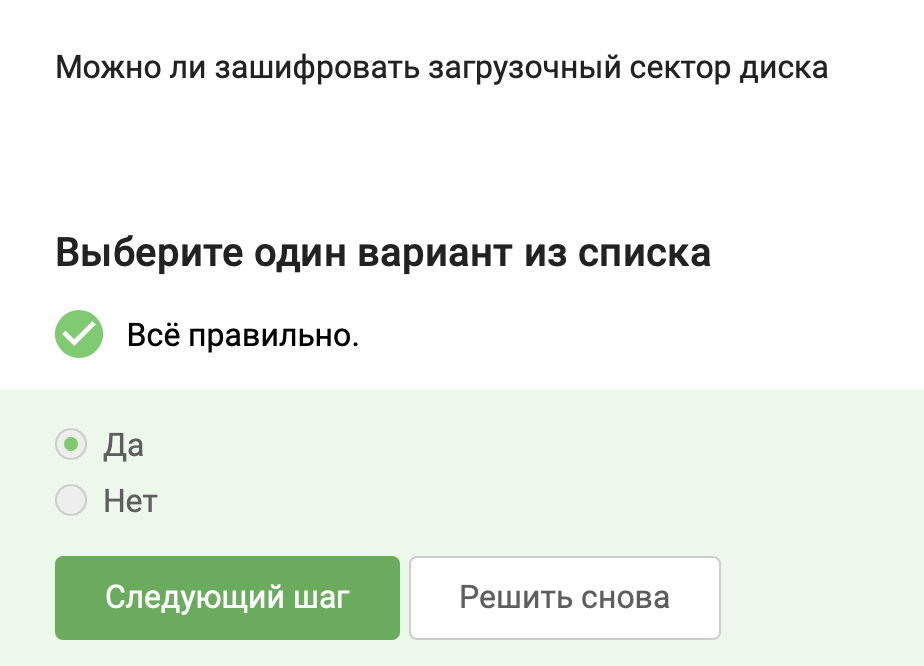 Можно ли зашифровать загрузочный сектор диска
Выберите один вариант из списка
Всё правильно.
Да
Нет
Следующий шаг
Решить снова